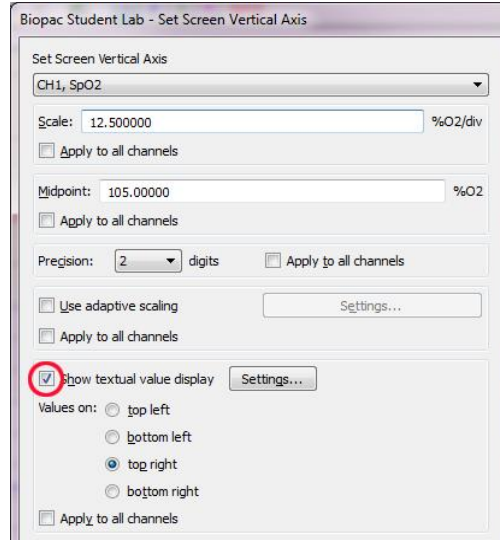 Biopac Student Lab - Set Screen Vertical Axis
Set Screen Vertical Axis
CH1, SpO2
Scale: 12.500000 %O2/div
Apply to all channels
Midpoint: 105.00000 %O2
Apply to all channels
Precision: 2 digits Apply to all channels
Use adaptive scaling Settings...
Apply to all channels
Show textual value display Settings...
Values on: top left
bottom left
top right
bottom right
Apply to all channels